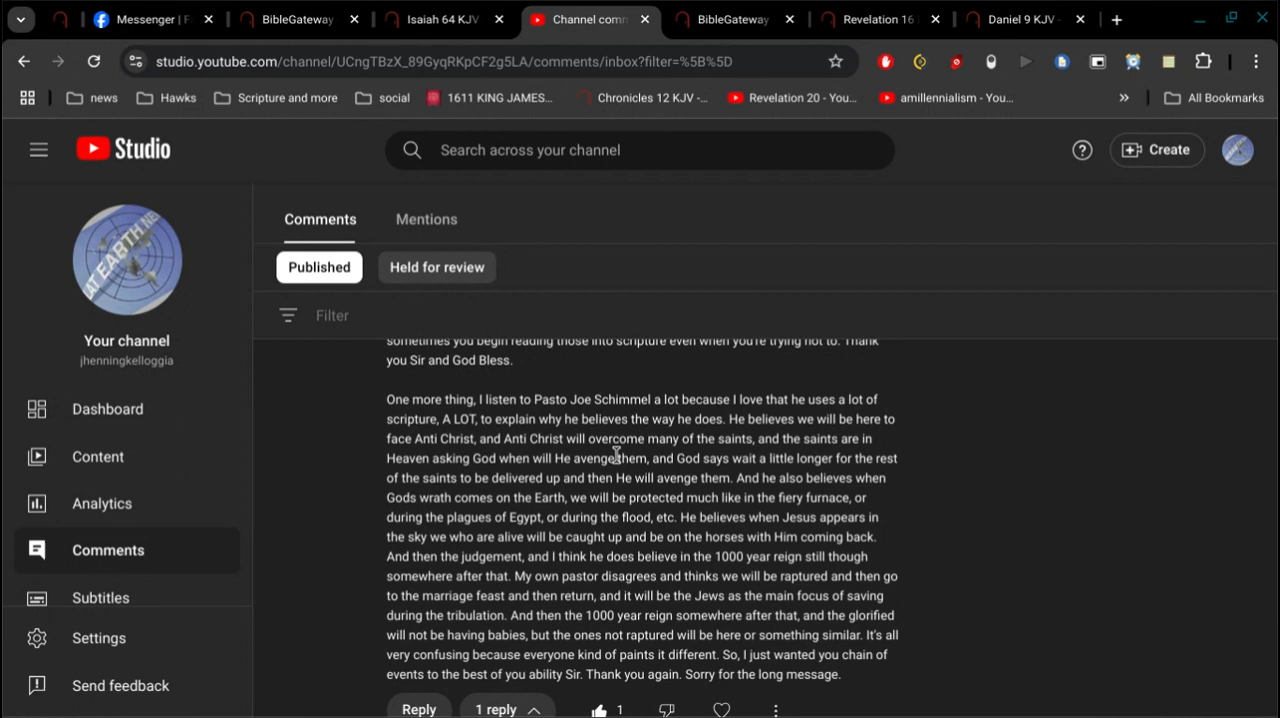 Messenger | F
BibleGateway
Isaiah 64 KJV
Channel com
BibleGateway
Revelation 16
Daniel 9 KJV -
studio.youtube.com/channel/UCngTBzX_89GyqRKpCF2g5LA/comments/inbox?filter=%5B%5D
news
Hawks
Scripture and more
social
1611 KING JAMES...
Chronicles 12 KJV -...
Revelation 20 - You...
amillennialism - You...
All Bookmarks
Studio
Search across your channel
Create
AT EARTH NE
Your channel
jhenningkelloggia
Dashboard
Content
Analytics
Comments
Subtitles
Settings
Send feedback
Comments
Mentions
Published
Held for review
Filter
sometimes you begin reading those into scripture even when you're trying not to. Thank
you Sir and God Bless.
One more thing, I listen to Pasto Joe Schimmel a lot because I love that he uses a lot of
scripture, A LOT, to explain why he believes the way he does. He believes we will be here to
face Anti Christ, and Anti Christ will overcome many of the saints, and the saints are in
Heaven asking God when will He avenge them, and God says wait a little longer for the rest
of the saints to be delivered up and then He will avenge them. And he also believes when
Gods wrath comes on the Earth, we will be protected much like in the fiery furnace, or
during the plagues of Egypt, or during the flood, etc. He believes when Jesus appears in
the sky we who are alive will be caught up and be on the horses with Him coming back.
And then the judgement, and I think he does believe in the 1000 year reign still though
somewhere after that. My own pastor disagrees and thinks we will be raptured and then go
to the marriage feast and then return, and it will be the Jews as the main focus of saving
during the tribulation. And then the 1000 year reign somewhere after that, and the glorified
will not be having babies, but the ones not raptured will be here or something similar. It's all
very confusing because everyone kind of paints it different. So, I just wanted you chain of
events to the best of you ability Sir. Thank you again. Sorry for the long message.
Reply
1 reply
1